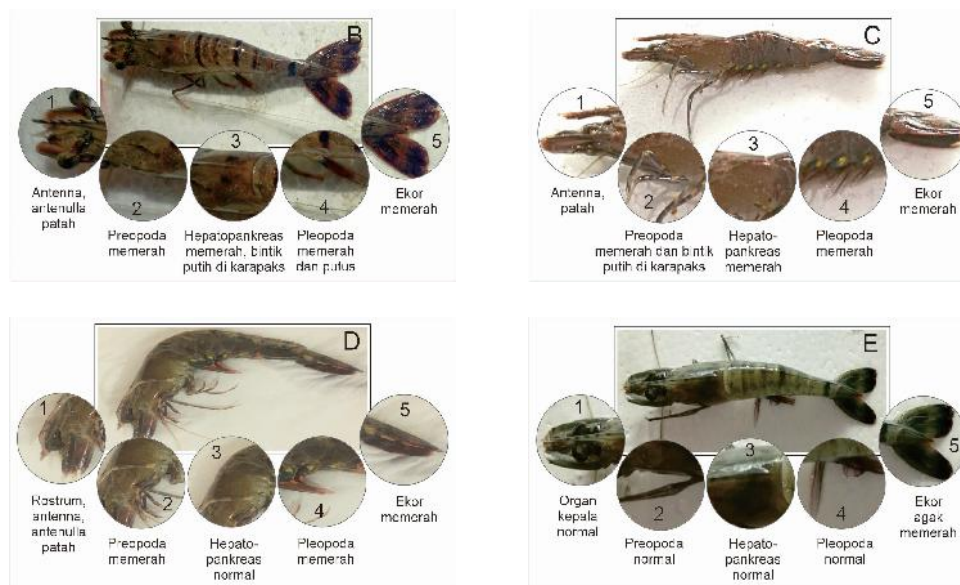 B
1
3
5
2
4
Antenna,
antenulla
patah
Preopoda
memerah
Hepatopankreas
memerah, bintik
putih di karapaks
Pleopoda
memerah
dan putus
Ekor
memerah
C
1
3
5
2
4
Antenna,
patah
Preopoda
memerah dan bintik
putih di karapaks
Hepato-
pankreas
memerah
Pleopoda
memerah
Ekor
memerah
D
1
3
5
2
4
Rostrum,
antenna,
antenulla
patah
Preopoda
memerah
Hepato-
pankreas
normal
Pleopoda
memerah
Ekor
memerah
E
1
3
5
2
4
Organ
kepala
normal
Preopoda
normal
Hepato-
pankreas
normal
Pleopoda
normal
Ekor
agak
memerah